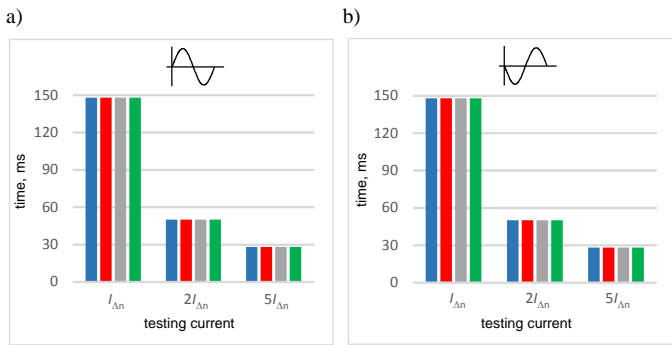 a)
150
120
90
60
30
0
time, ms
IΔn
2IΔn
5IΔn
testing current
b)
150
120
90
60
30
0
time, ms
IΔn
2IΔn
5IΔn
testing current